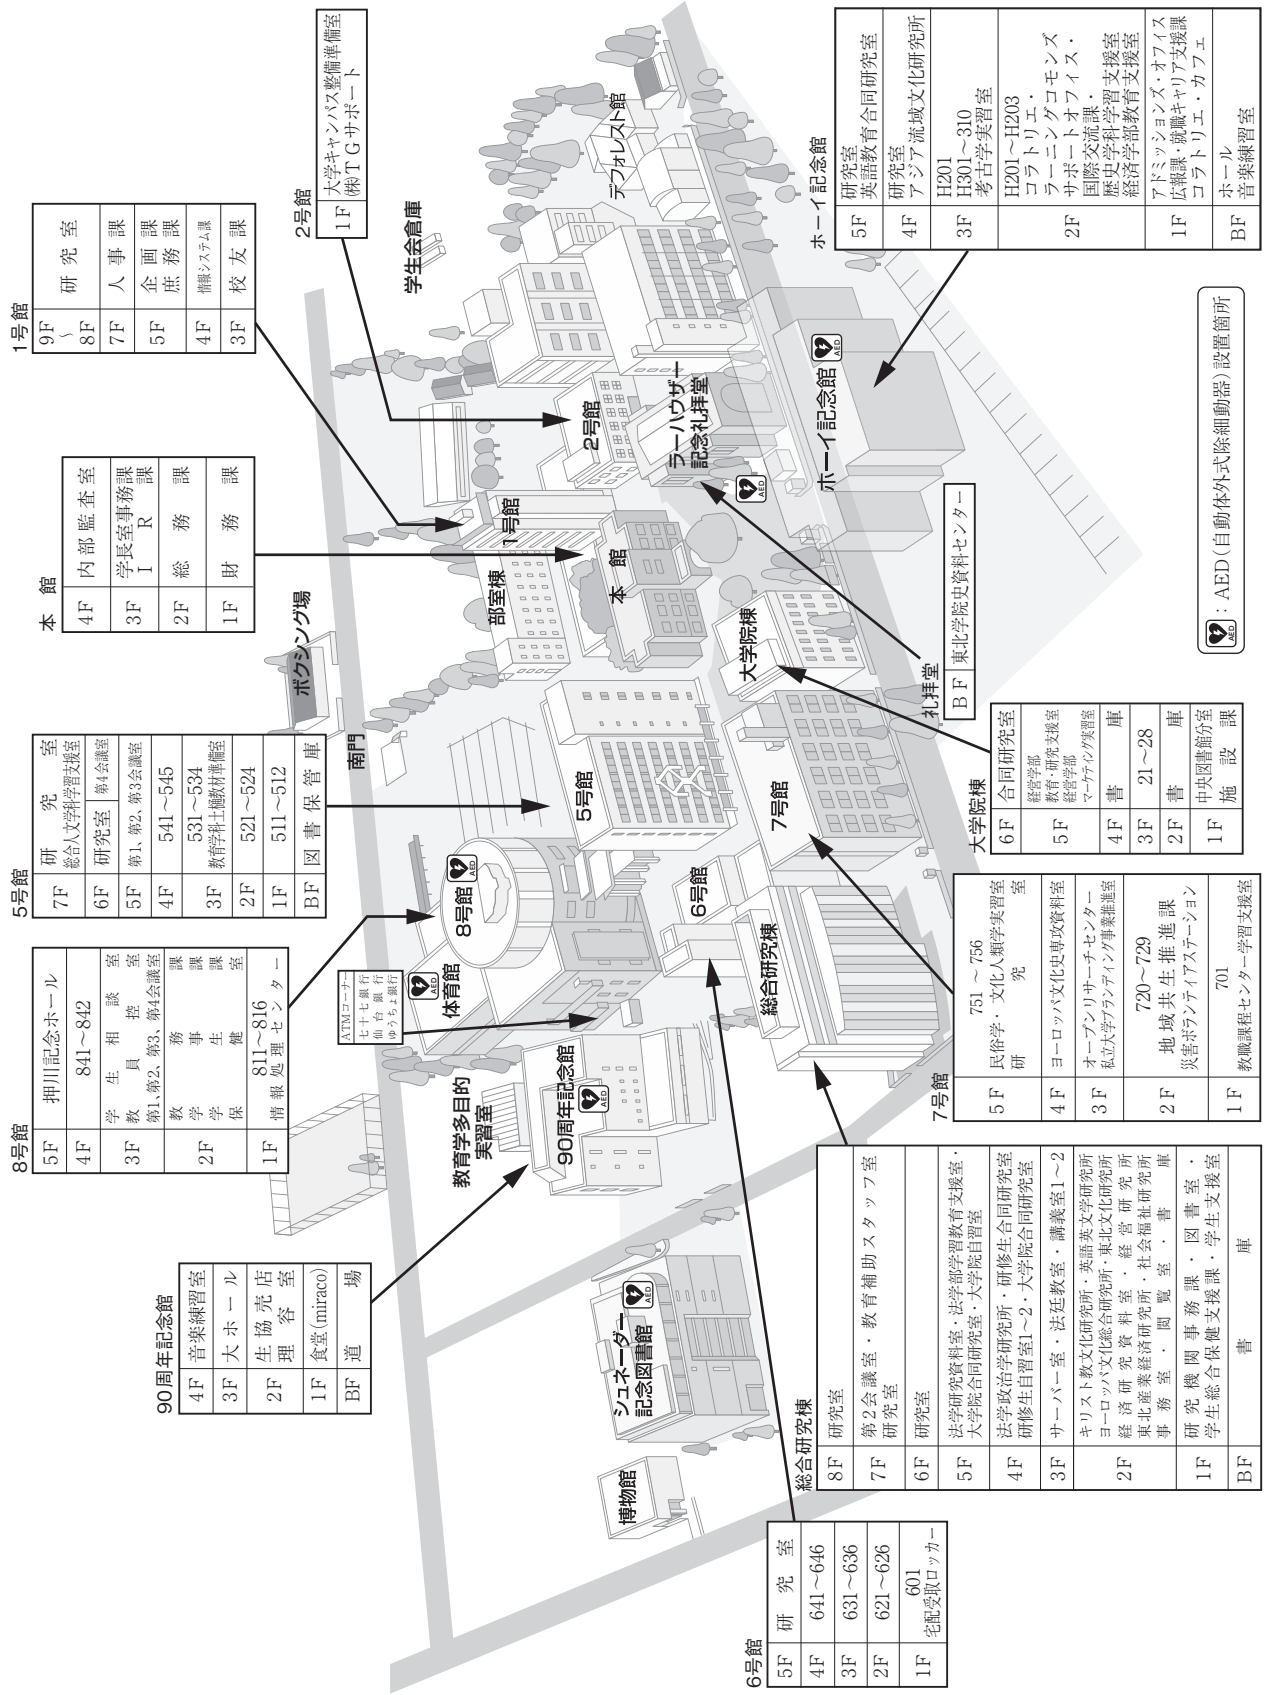 1号館
9F
〜
8F
研究室
7F 人事課
5F 企画課
庶務課
4F 情報システム課
3F 校友課
2号館
1F 大学キャンパス整備準備室
㈱TGサポート
本館
4F 内部監査室
3F 学長室事務課
IR課
2F 総務課
1F 財務課
5号館
7F 研究室
総合人文学科学習支援室
6F 研究室 第4会議室
5F 第1、第2、第3会議室
4F 541〜545
3F 531〜534
教育学科土樋教材準備室
2F 521〜524
1F 511〜512
BF 図書保管庫
8号館
5F 押川記念ホール
4F 841〜842
3F 学生相談室
教員控室
第1、第2、第3、第4会議室
2F 教務課
学事課
学生課
保健室
1F 811〜816
情報処理センター
90周年記念館
4F 音楽練習室
3F 大ホール
2F 生協売店
理容室
1F 食堂(miraco)
BF 道場
ATMコーナー
七十七銀行
仙台銀行
ゆうちょ銀行
学生会倉庫
デフォレスト館
2号館
ラーハウザー
記念礼拝堂
AED
ホーイ記念館
AED
1号館
部室棟
本館
大学院棟
ボクシング場
南門
5号館
7号館
8号館
AED
体育館
AED
6号館
総合研究棟
教育学多目的
実習室
90周年記念館
AED
シュネーダー
記念図書館
AED
博物館
ホーイ記念館
5F 研究室
英語教育合同研究室
4F 研究室
アジア流域文化研究所
3F H201
H301〜310
考古学実習室
2F H201〜H203
コラトリエ・
ラーニングコモンズ
サポートオフィス・
国際交流課・
歴史学科学習支援室
経済学部教育支援室
1F アドミッションズ・オフィス
広報課・就職キャリア支援課
コラトリエ・カフェ
BF ホール
音楽練習室
AED：AED(自動体外式除細動器)設置箇所
礼拝堂
BF 東北学院史資料センター
大学院棟
6F 合同研究室
5F 経営学部
教育・研究支援室
経営学部
マーケティング実習室
4F 書庫
3F 21〜28
2F 書庫
1F 中央図書館分室
施設課
7号館
5F 751〜756
民俗学・文化人類学実習室
研究室
4F ヨーロッパ文化史専攻資料室
3F オープンリサーチセンター
私立大学ブランディング事業推進室
2F 720〜729
地域共生推進課
災害ボランティアステーション
1F 701
教職課程センター学習支援室
総合研究棟
8F 研究室
7F 第2会議室・教育補助スタッフ室
研究室
6F 研究室
5F 法学研究資料室・法学部学習教育支援室・
大学院合同研究室・大学院自習室
4F 法学政治学研究所・研修生合同研究室
研修生自習室1〜2・大学院合同研究室
3F サーバー室・法廷教室・講義室1〜2
2F キリスト教文化研究所・英語英文学研究所
ヨーロッパ文化総合研究所・東北文化研究所
経済研究資料室・経営研究所
東北産業経済研究所・社会福祉研究所
事務室・閲覧室・書庫
1F 研究機関事務課・図書室・
学生総合保健支援課・学生支援室
BF 書庫
6号館
5F 研究室
4F 641〜646
3F 631〜636
2F 621〜626
1F 601
宅配受取ロッカー